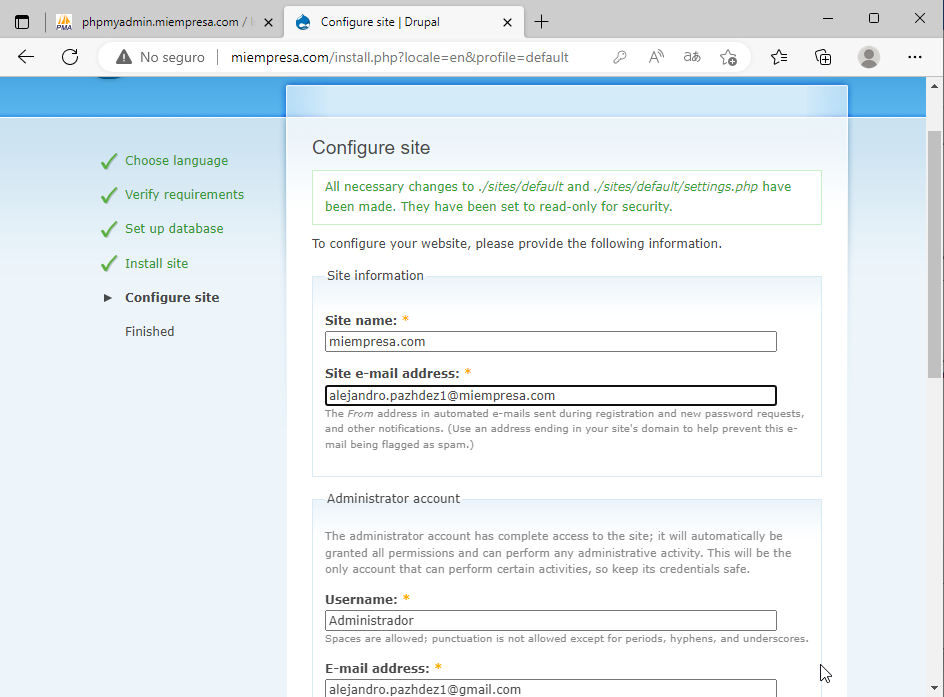 PMA phpmyadmin.miempresa.com /
Configure site | Drupal
No seguro
miempresa.com/install.php?locale=en&profile=default
Choose language
Verify requirements
Set up database
Install site
Configure site
Finished
Configure site
All necessary changes to ./sites/default and ./sites/default/settings.php have
been made. They have been set to read-only for security.
To configure your website, please provide the following information.
Site information
Site name: *
miempresa.com
Site e-mail address: *
alejandro.pazhdez1@miempresa.com
The From address in automated e-mails sent during registration and new password requests,
and other notifications. (Use an address ending in your site's domain to help prevent this e-
mail being flagged as spam.)
Administrator account
The administrator account has complete access to the site; it will automatically be
granted all permissions and can perform any administrative activity. This will be the
only account that can perform certain activities, so keep its credentials safe.
Username: *
Administrador
Spaces are allowed; punctuation is not allowed except for periods, hyphens, and underscores.
E-mail address: *
alejandro.pazhdez1@gmail.com